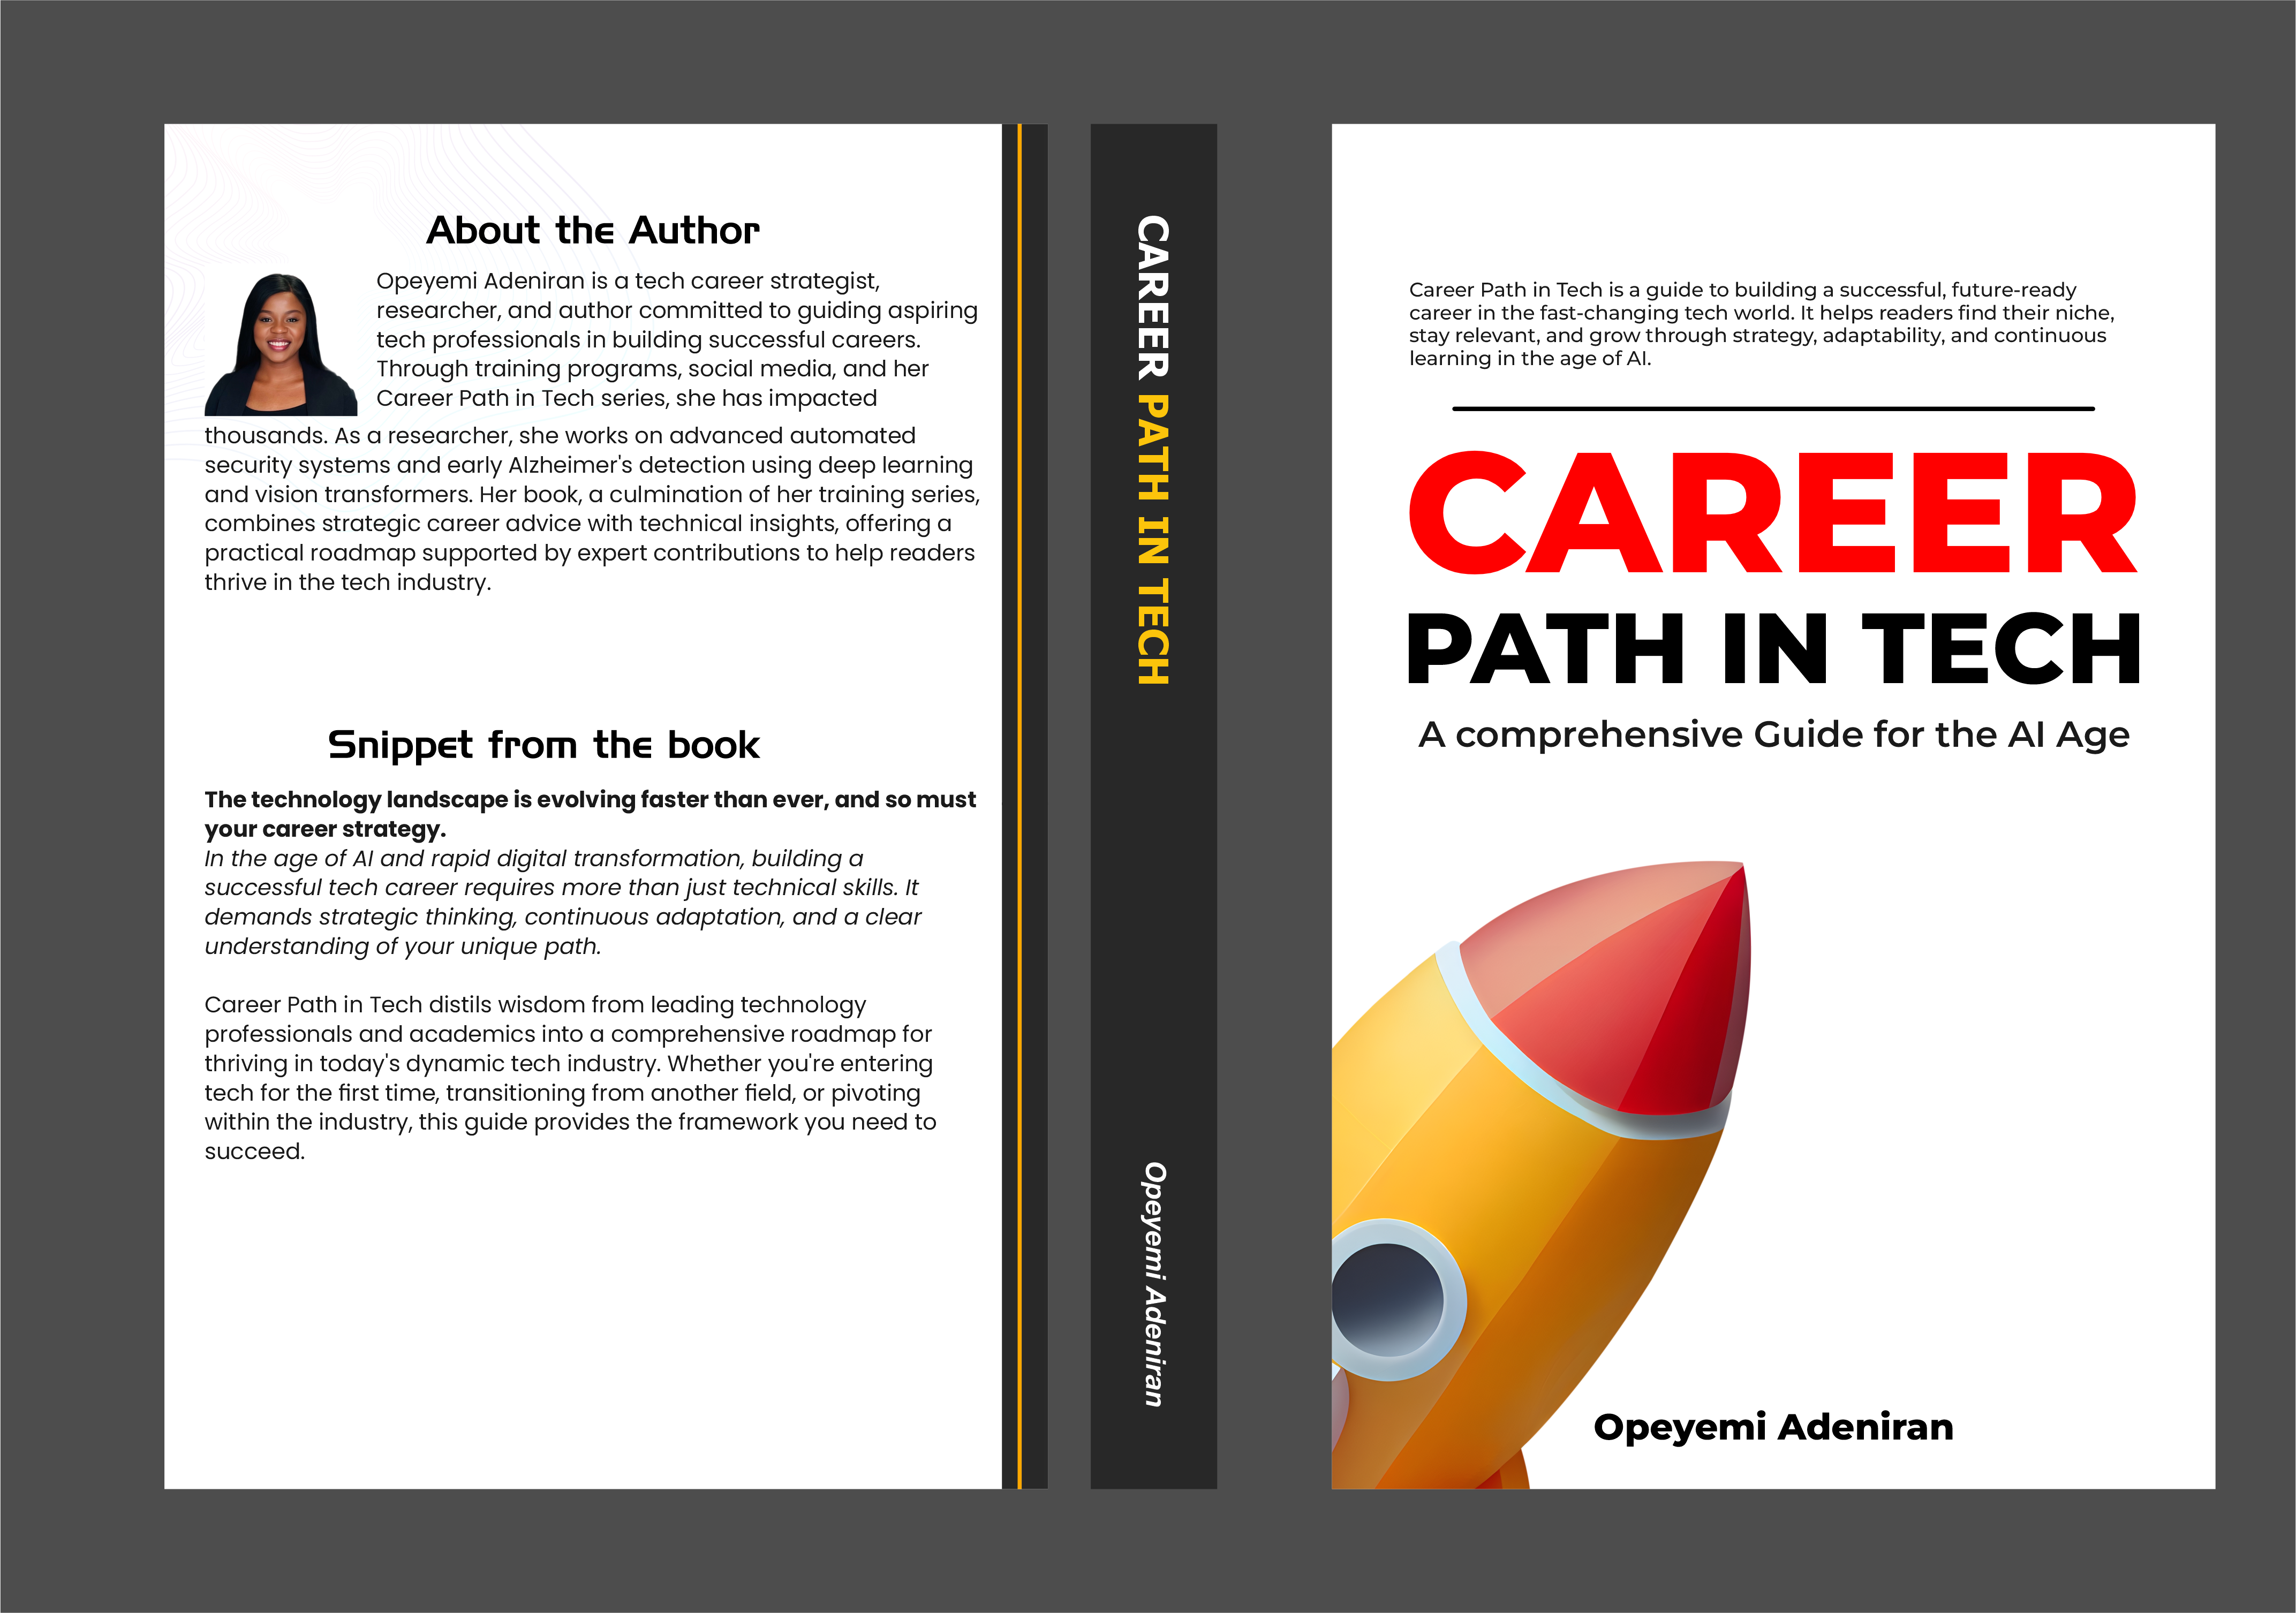 About the Author
Opeyemi Adeniran is a tech career strategist,
researcher, and author committed to guiding aspiring
tech professionals in building successful careers.
Through training programs, social media, and her
Career Path in Tech series, she has impacted
thousands. As a researcher, she works on advanced automated
security systems and early Alzheimer's detection using deep learning
and vision transformers. Her book, a culmination of her training series,
combines strategic career advice with technical insights, offering a
practical roadmap supported by expert contributions to help readers
thrive in the tech industry.
Snippet from the book
The technology landscape is evolving faster than ever, and so must
your career strategy.
In the age of AI and rapid digital transformation, building a
successful tech career requires more than just technical skills. It
demands strategic thinking, continuous adaptation, and a clear
understanding of your unique path.
Career Path in Tech distils wisdom from leading technology
professionals and academics into a comprehensive roadmap for
thriving in today's dynamic tech industry. Whether you're entering
tech for the first time, transitioning from another field, or pivoting
within the industry, this guide provides the framework you need to
succeed.
CAREER PATH IN TECH
Opeyemi Adeniran
Career Path in Tech is a guide to building a successful, future-ready
career in the fast-changing tech world. It helps readers find their niche,
stay relevant, and grow through strategy, adaptability, and continuous
learning in the age of AI.
CAREER
PATH IN TECH
A comprehensive Guide for the AI Age
Opeyemi Adeniran